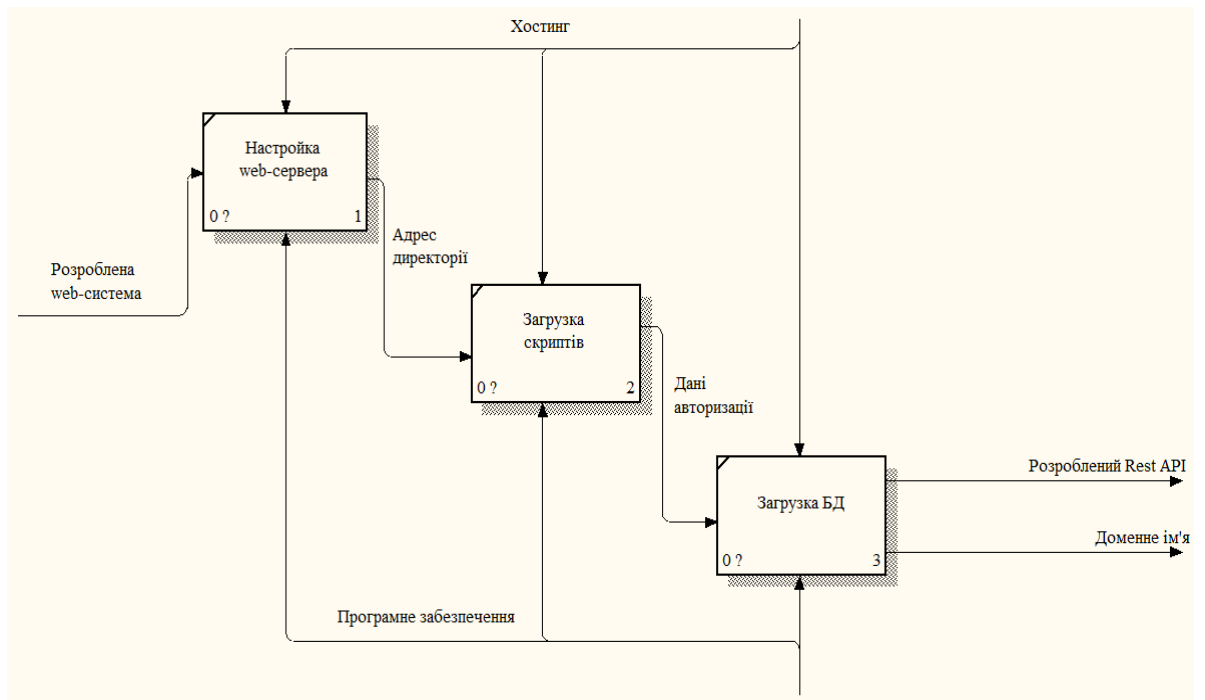 Хостинг
Настройка
web-сервера
0 ?
1
Адрес
директорії
Розроблена
web-система
Загрузка
скриптів
0 ?
2
Дані
авторизації
Розроблений Rest API
Загрузка БД
Доменне ім'я
0 ?
3
Програмне забезпечення